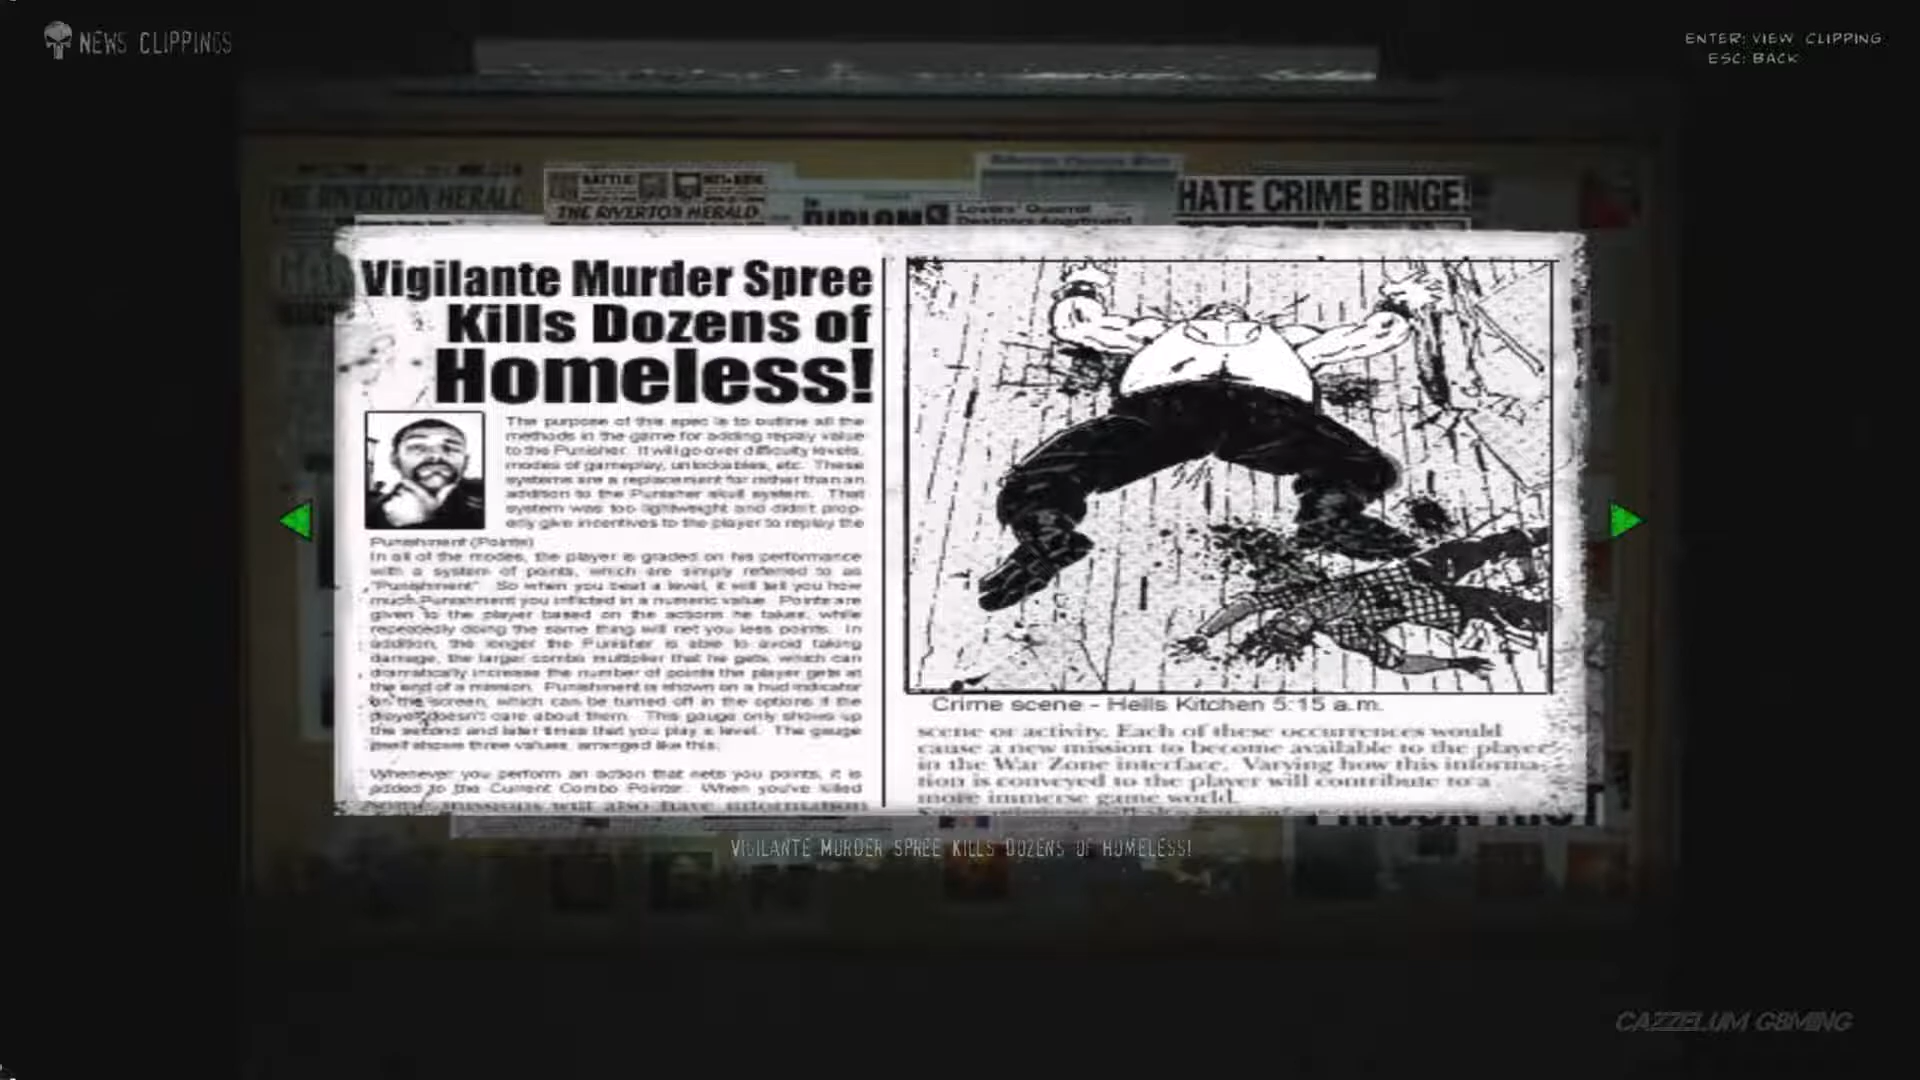 NEWS CLIPPINGS
ENTER: VIEW CLIPPING
ESC: BACK
THE RIVERTON HERALD
BATTLE
THE RIVERTON HERALD
Lovers' Quarrel
Destroys Apartment
HATE CRIME BINGE!
Vigilante Murder Spree
Kills Dozens of
Homeless!
The purpose of this spec is to outline all the
methods in the game for adding replay value
to the Punisher. It will go over difficulty levels,
modes of gameplay, unlockables, etc. These
systems are a replacement for rather than an
addition to the Punisher skull system. That
system was too lightweight and didn't prop-
erly give incentives to the player to replay the
Punishment (Points)
In all of the modes, the player is graded on his performance
with a system of points, which are simply referred to as
"Punishment". So when you beat a level, it will tell you how
much Punishment you inflicted in a numeric value. Points are
given to the player based on the actions he takes, while
repeatedly doing the same thing will net you less points. In
addition, the longer the Punisher is able to avoid taking
damage, the larger combo multiplier that he gets, which can
dramatically increase the number of points the player gets at
the end of a mission. Punishment is shown on a hud indicator
on the screen, which can be turned off in the options if the
player doesn't care about them. This gauge only shows up
the second and later times that you play a level. The gauge
itself shows three values, arranged like this:
Whenever you perform an action that nets you points, it is
added to the Current Combo Pointer. When you've killed
Some missions will also have information
Crime scene - Hells Kitchen 5:15 a.m.
scene or activity. Each of these occurrences would
cause a new mission to become available to the player
in the War Zone interface. Varying how this informa-
tion is conveyed to the player will contribute to a
more immerse game world.
VIGILANTE MURDER SPREE KILLS DOZENS OF HOMELESS!
CAZZELUM G8MING